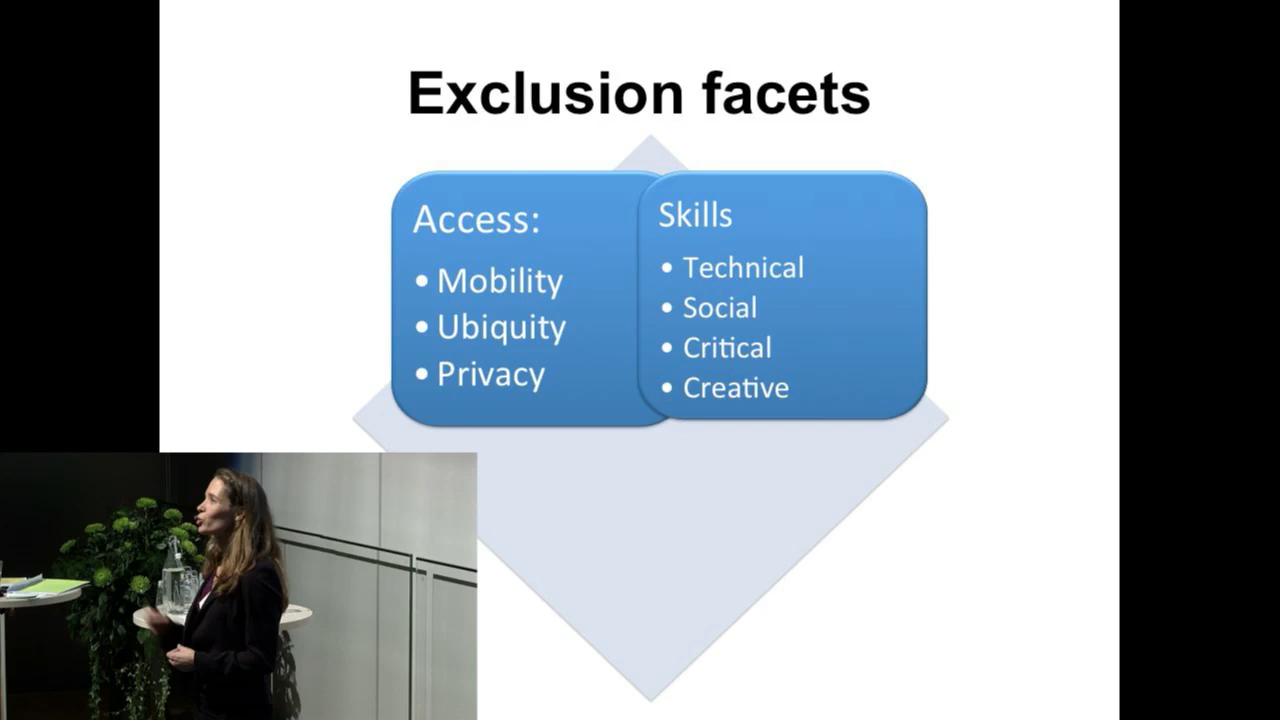 Exclusion facets
Access:
• Mobility
• Ubiquity
• Privacy
Skills
• Technical
• Social
• Critical
• Creative